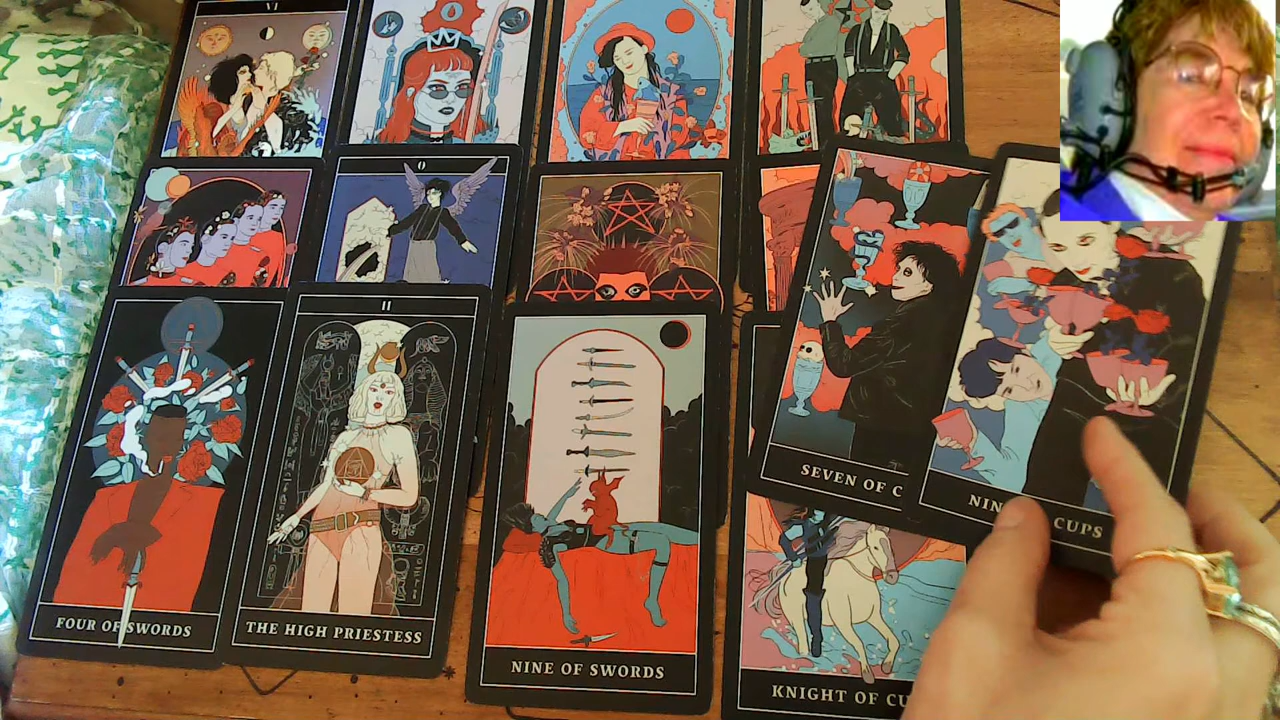 VI
0
II
SEVEN OF C
NIN
CUPS
FOUR OF SWORDS
THE HIGH PRIESTESS
NINE OF SWORDS
KNIGHT OF CU